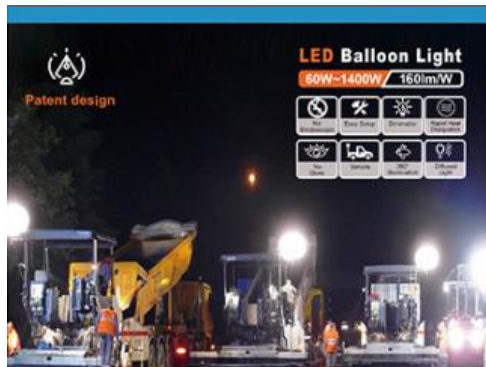 LED Balloon Light
60W~1400W 160lm/W
Patent design
No
Easy Setup
Dimmable
Rapid Heat
Dissipation
No
Glare
Vehicle
360°
Illumination
Diffused
Light